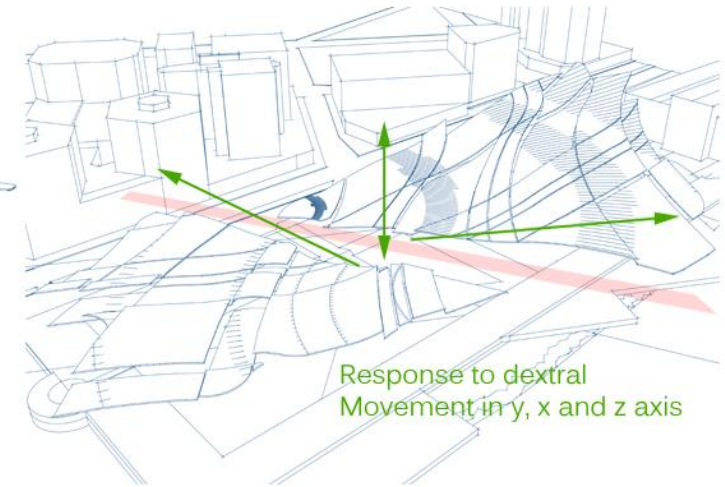 Response to dextral
Movement in y, x and z axis